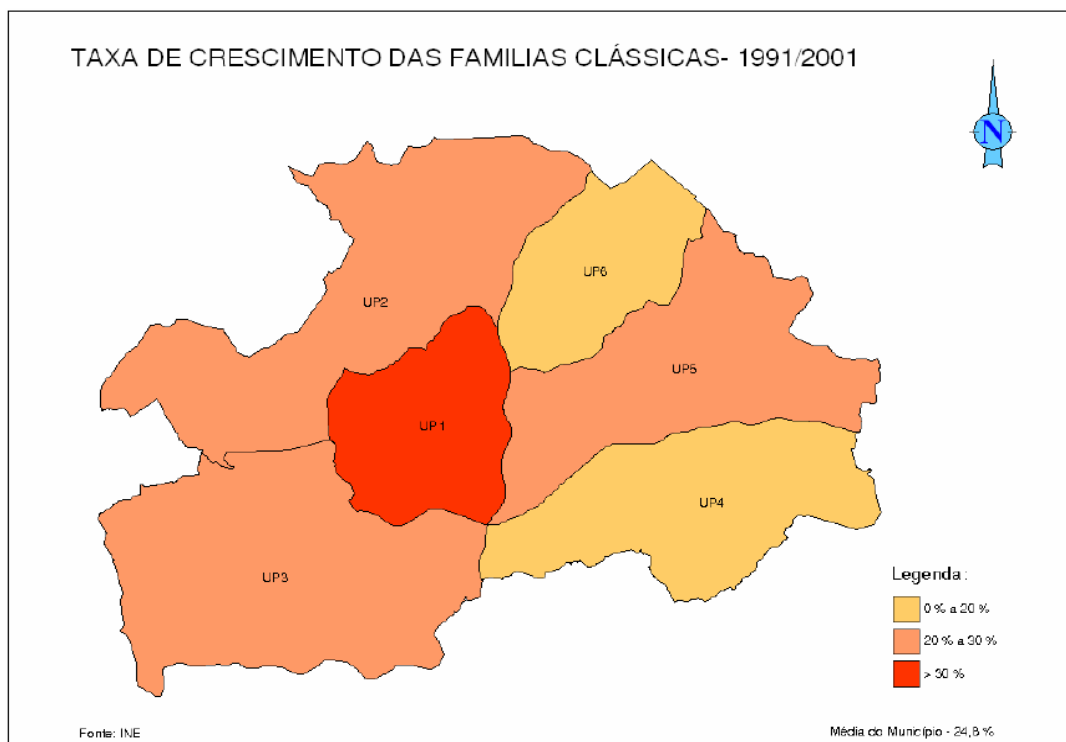 TAXA DE CRESCIMENTO DAS FAMILIAS CLÁSSICAS- 1991/2001
N
UP6
UP2
UP5
UP1
UP4
UP3
Legenda:
0 % a 20 %
20 % a 30 %
> 30 %
Fonte: INE
Média do Município - 24,8 %